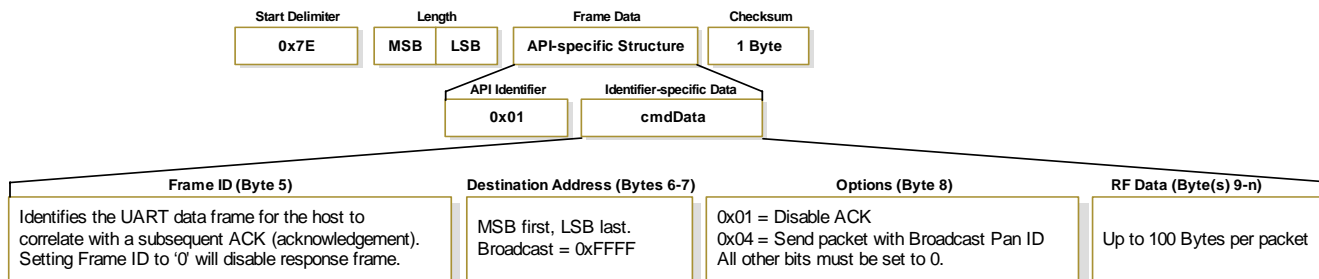 Start Delimiter
Length
Frame Data
Checksum
0x7E
MSB
LSB
API-specific Structure
1 Byte
API Identifier
Identifier-specific Data
0x01
cmdData
Frame ID (Byte 5)
Identifies the UART data frame for the host to
correlate with a subsequent ACK (acknowledgement).
Setting Frame ID to ‘0' will disable response frame.
Destination Address (Bytes 6-7)
MSB first, LSB last.
Broadcast = 0xFFFF
Options (Byte 8)
0x01 = Disable ACK
0x04 = Send packet with Broadcast Pan ID
All other bits must be set to 0.
RF Data (Byte(s) 9-n)
Up to 100 Bytes per packet